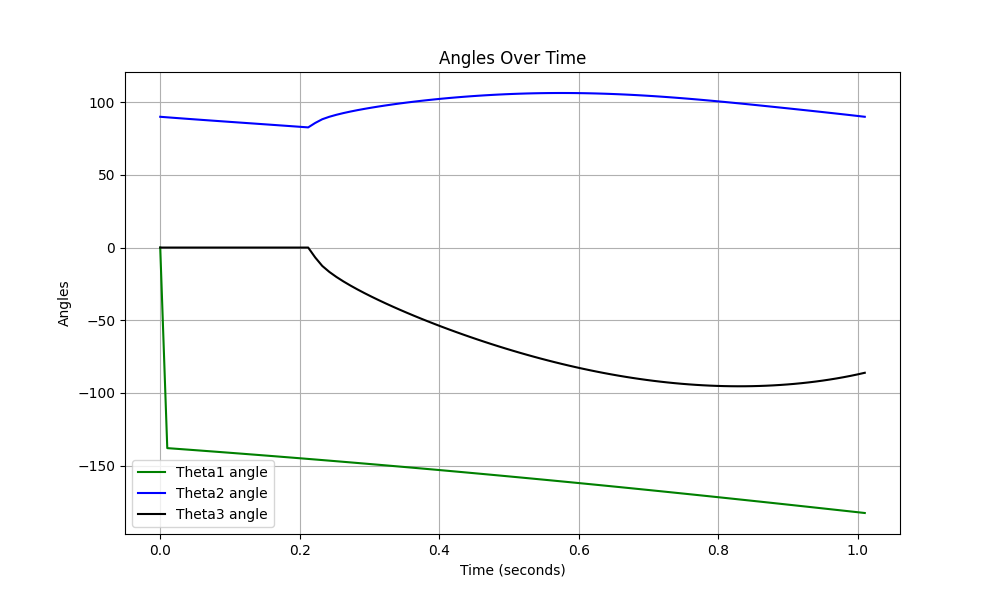 Angles Over Time
100
50
0
−50
−100
−150
Angles
Theta1 angle
Theta2 angle
Theta3 angle
0.0 0.2 0.4 0.6 0.8 1.0
Time (seconds)